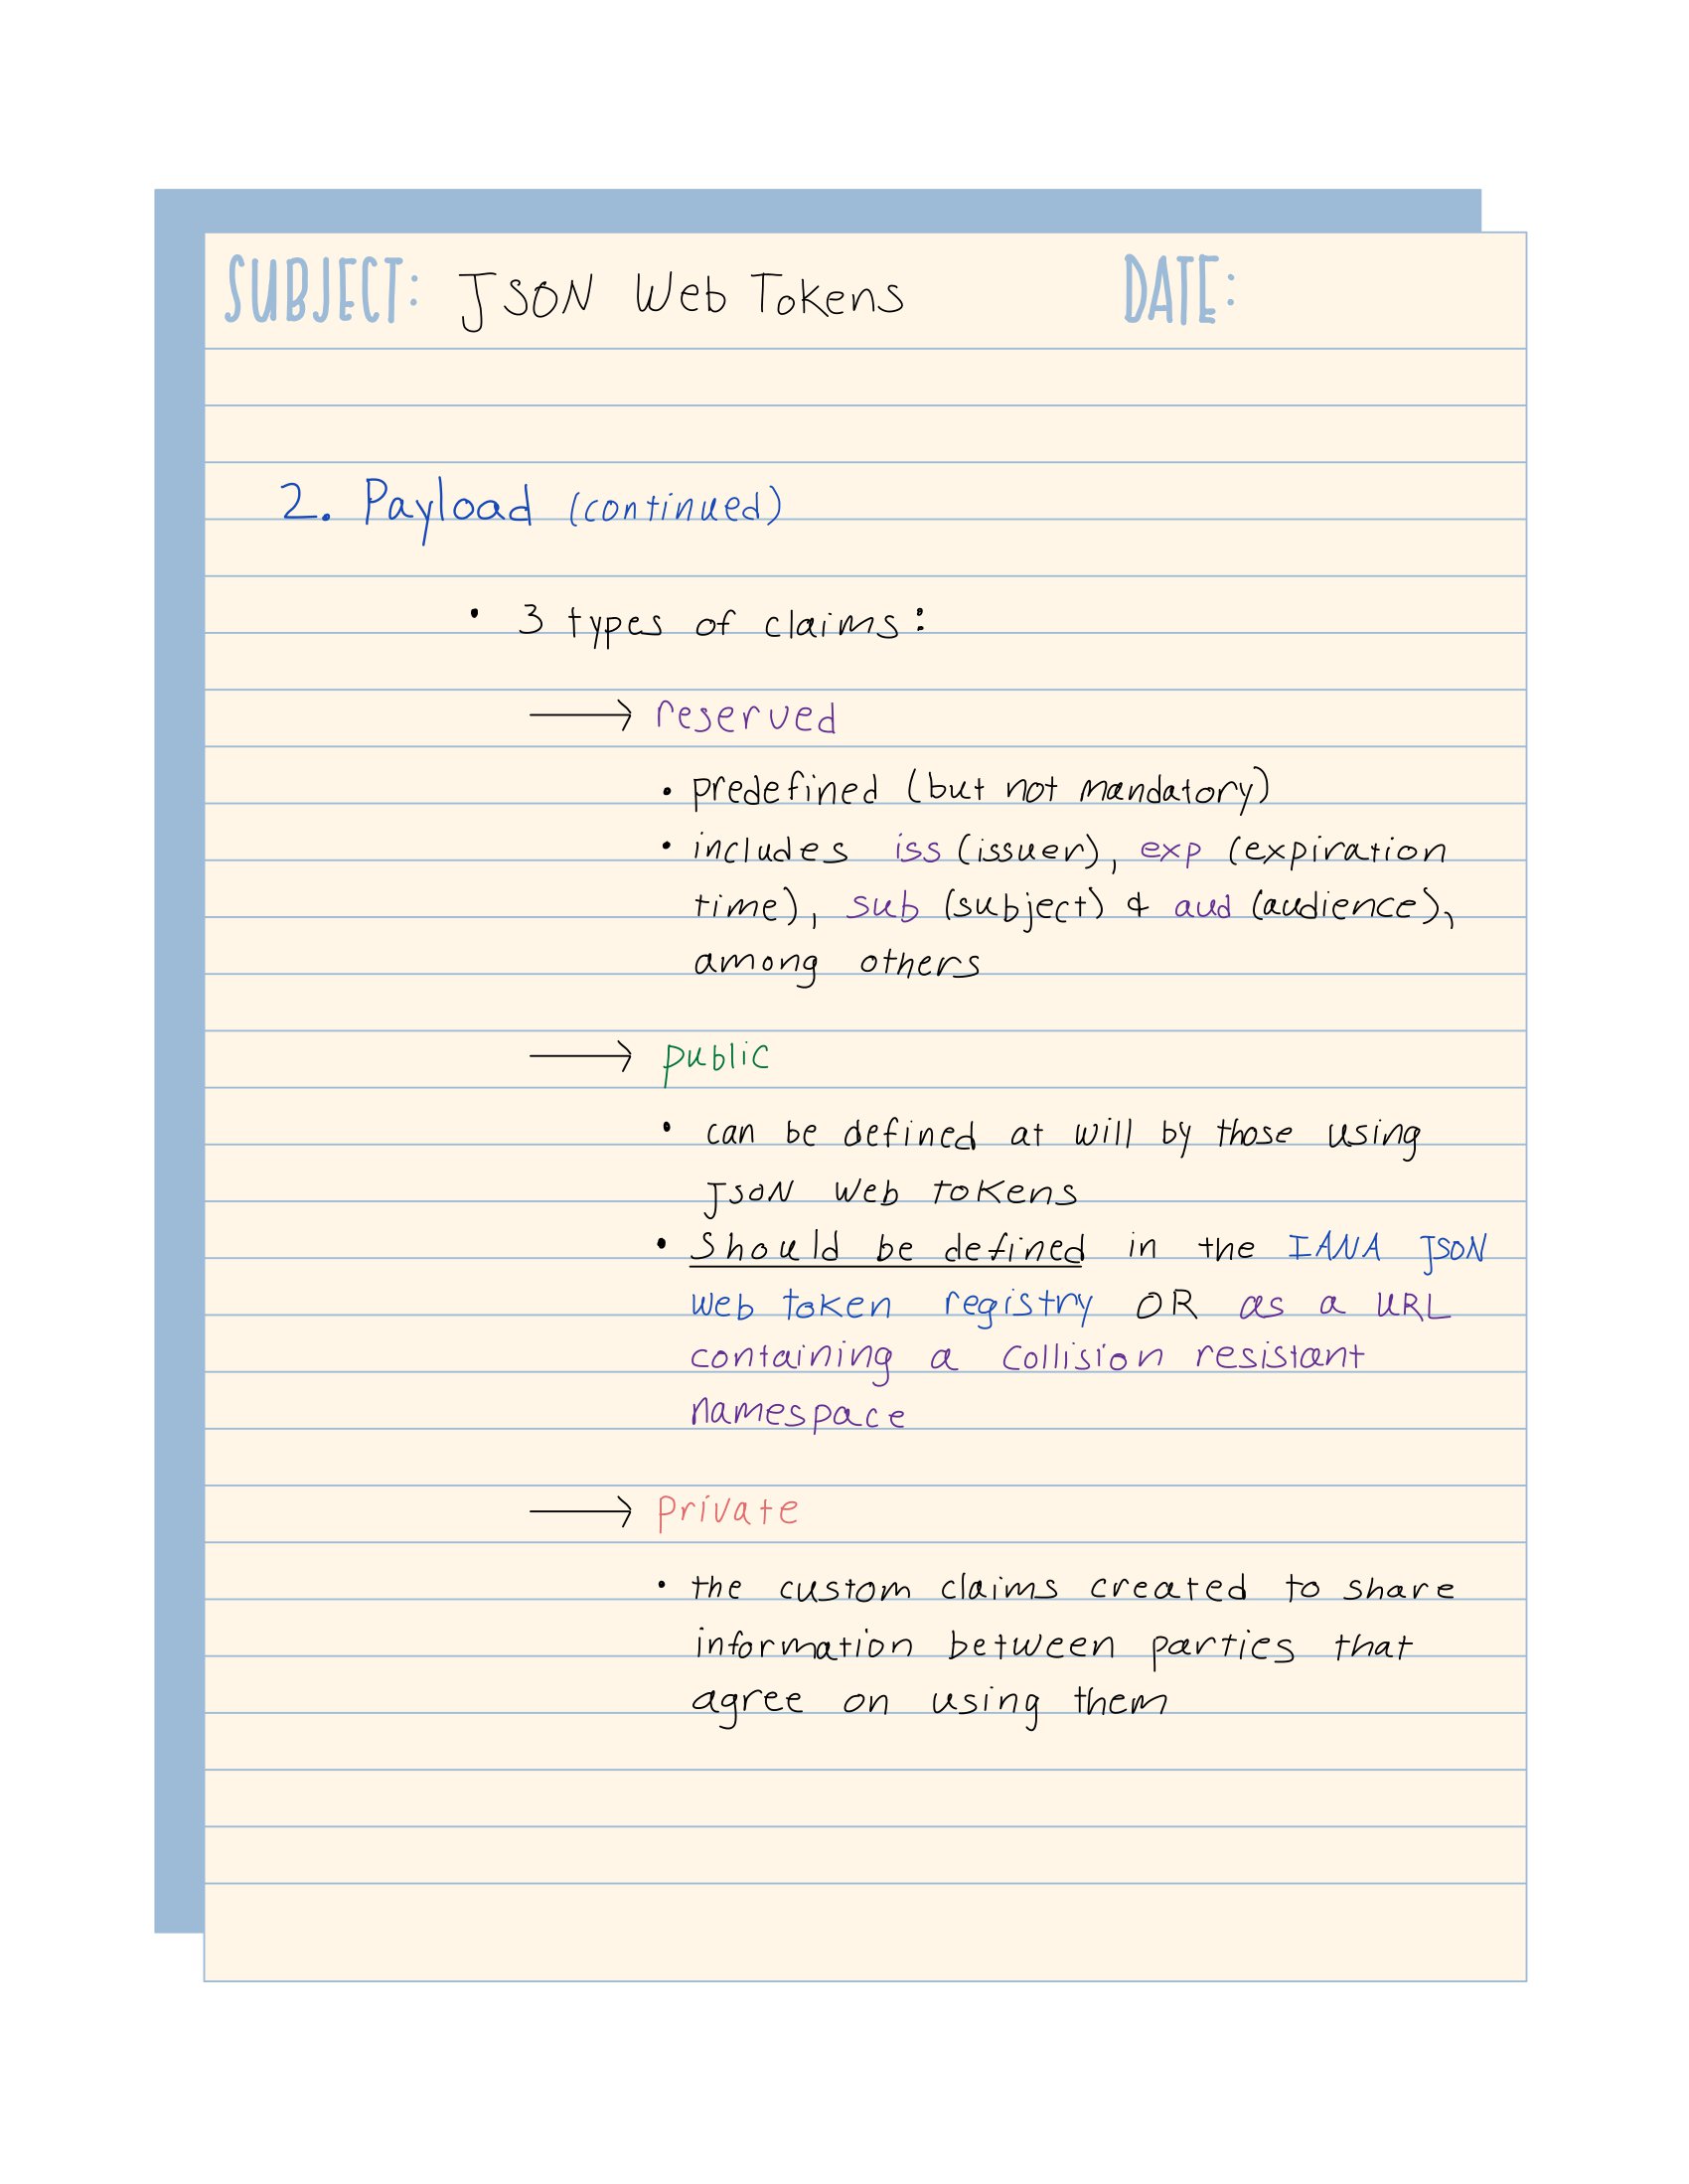 SUBJECT: JSON Web Tokens DATE:
2. Payload (continued)
• 3 types of claims:
→ reserved
• predefined (but not mandatory)
• includes iss (issuer), exp (expiration
time), sub (subject) & aud (audience),
among others
→ public
• can be defined at will by those using
JSON Web Tokens
• Should be defined in the IANA JSON
Web token registry OR as a URL
containing a collision resistant
namespace
→ private
• the custom claims created to share
information between parties that
agree on using them